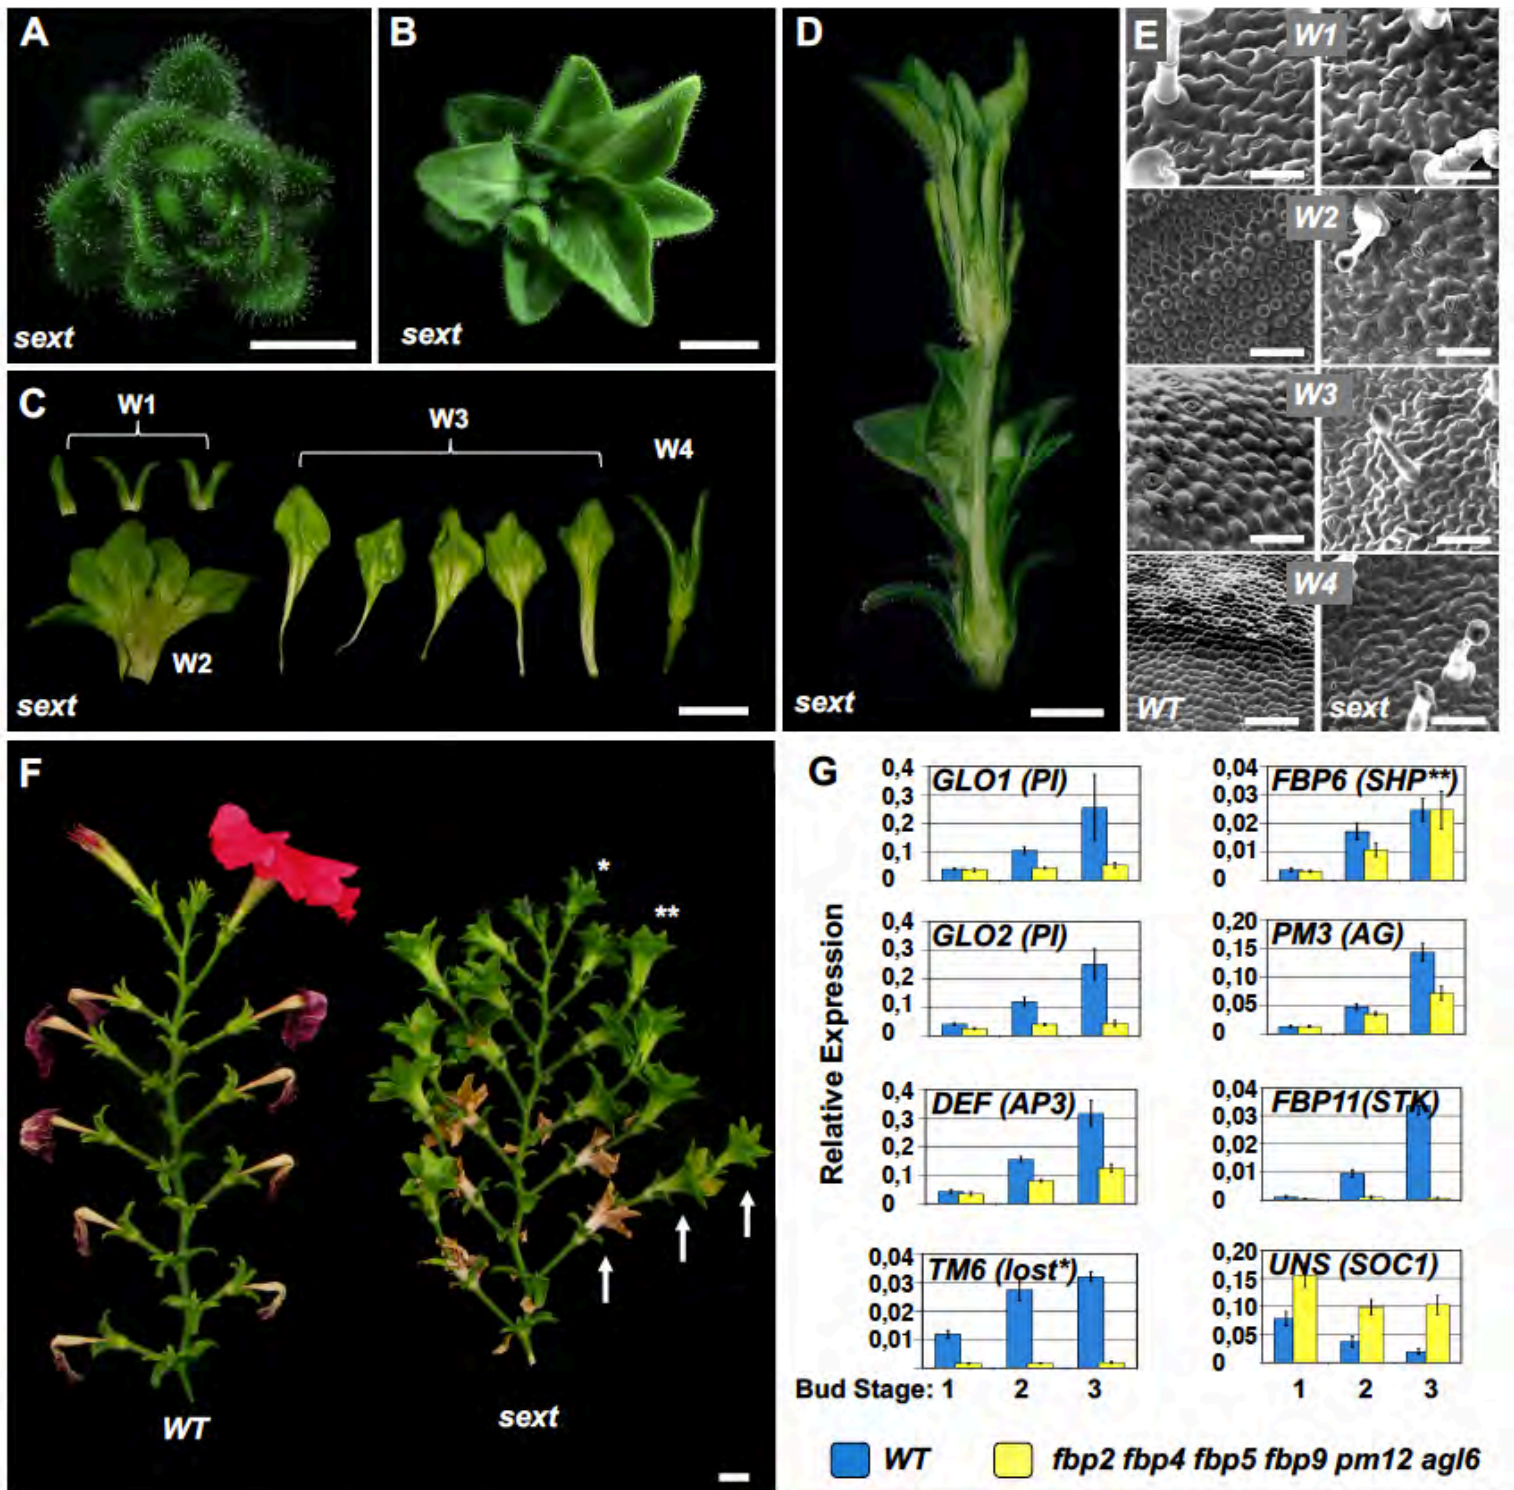 A
sext
B
sext
C
W1
W3
W4
W2
sext
D
sext
E
W1
W2
W3
W4
WT
sext
F
*
**
WT
sext
G
Relative Expression
GLO1 (PI)
0,4
0,3
0,2
0,1
0
FBP6 (SHP**)
0,04
0,03
0,02
0,01
0
GLO2 (PI)
0,4
0,3
0,2
0,1
0
PM3 (AG)
0,20
0,15
0,10
0,05
0
DEF (AP3)
0,4
0,3
0,2
0,1
0
FBP11(STK)
0,04
0,03
0,02
0,01
0
TM6 (lost*)
0,04
0,03
0,02
0,01
UNS (SOC1)
0,20
0,15
0,10
0,05
0
Bud Stage: 1 2 3
1 2 3
WT
fbp2 fbp4 fbp5 fbp9 pm12 agl6